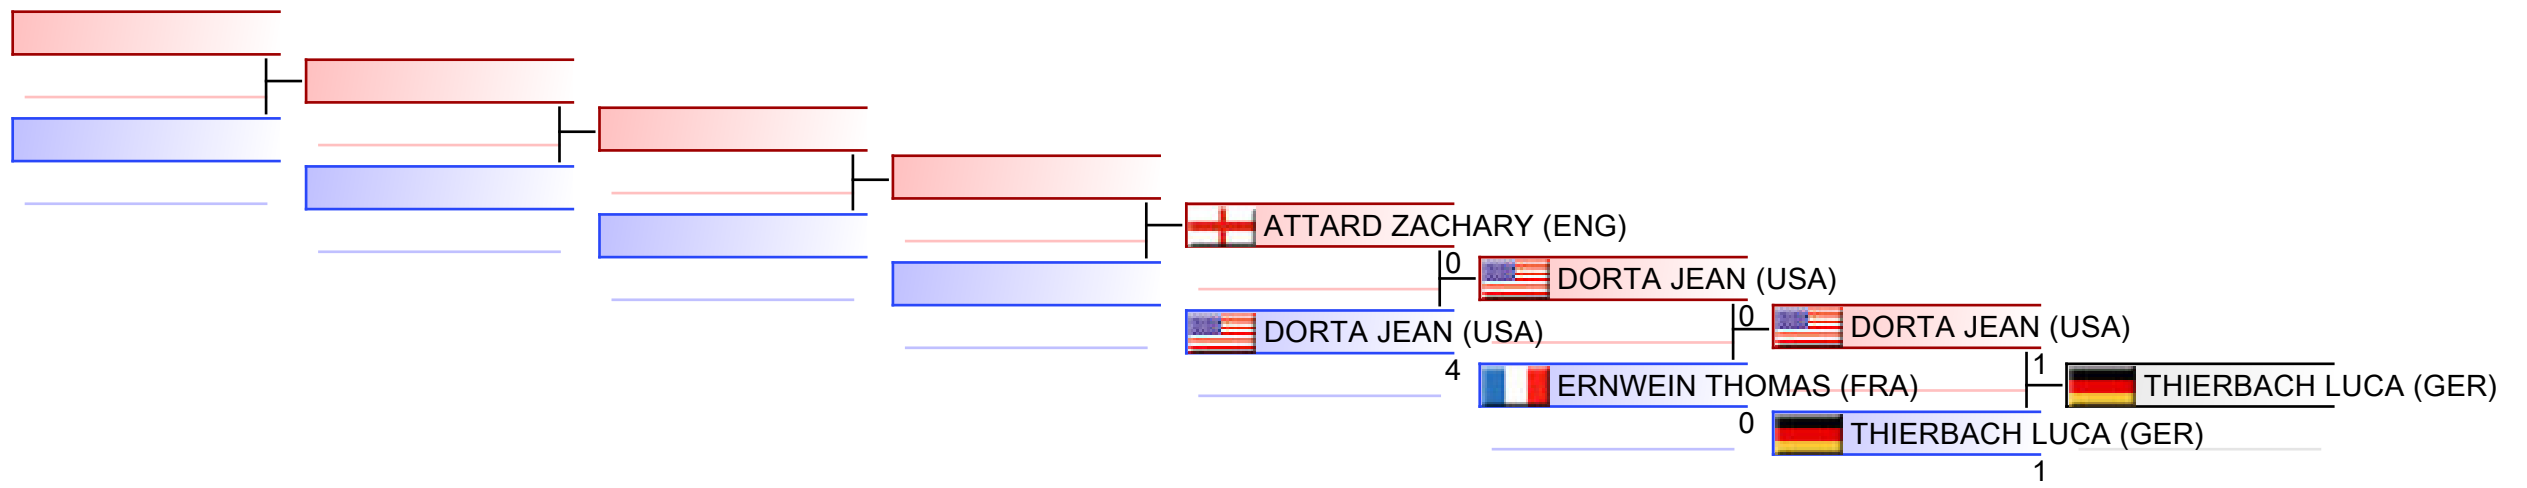 ATTARD ZACHARY (ENG)
0
DORTA JEAN (USA)
4
DORTA JEAN (USA)
0
ERNWEIN THOMAS (FRA)
0
DORTA JEAN (USA)
1
THIERBACH LUCA (GER)
1
THIERBACH LUCA (GER)